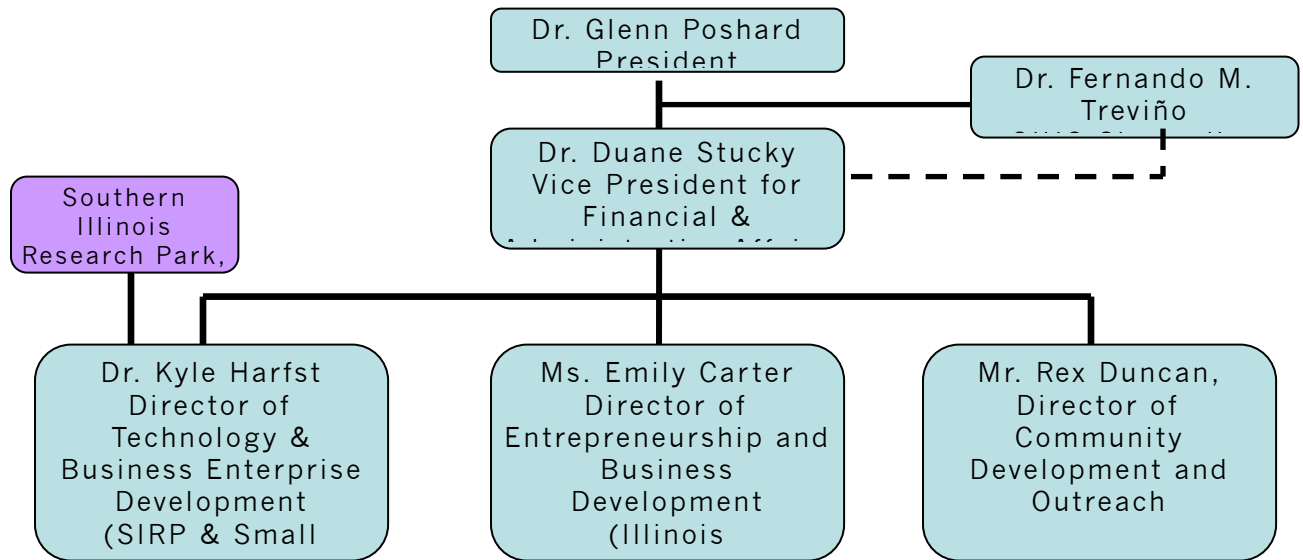 Dr. Glenn Poshard
President
Dr. Fernando M.
Treviño
Dr. Duane Stucky
Vice President for
Financial &
Southern
Illinois
Research Park,
Dr. Kyle Harfst
Director of
Technology &
Business Enterprise
Development
(SIRP & Small
Ms. Emily Carter
Director of
Entrepreneurship and
Business
Development
(Illinois
Mr. Rex Duncan,
Director of
Community
Development and
Outreach